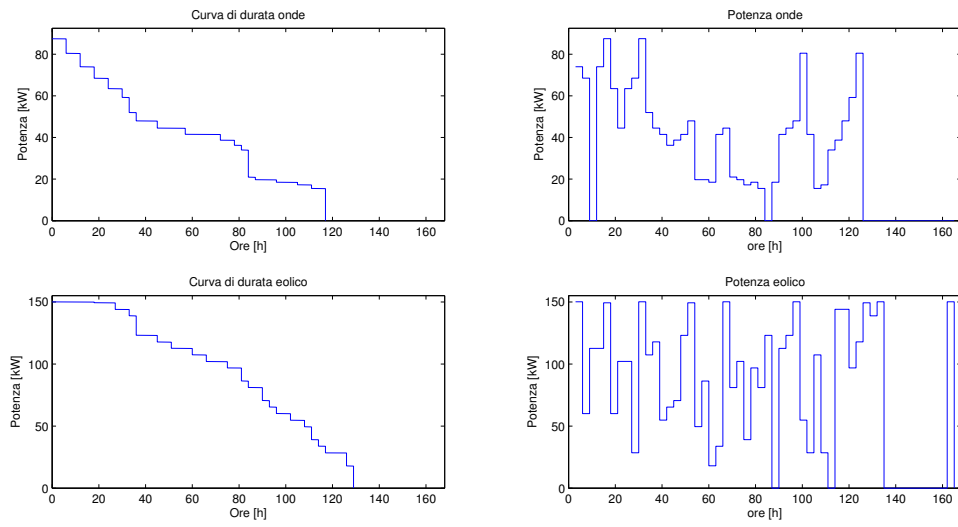 Curva di durata onde
Potenza [kW]
80
60
40
20
0
0 20 40 60 80 100 120 140 160
Ore [h]
Potenza onde
Potenza [kW]
80
60
40
20
0
0 20 40 60 80 100 120 140 160
ore [h]
Curva di durata eolico
Potenza [kW]
150
100
50
0
0 20 40 60 80 100 120 140 160
Ore [h]
Potenza eolico
Potenza [kW]
150
100
50
0
0 20 40 60 80 100 120 140 160
ore [h]